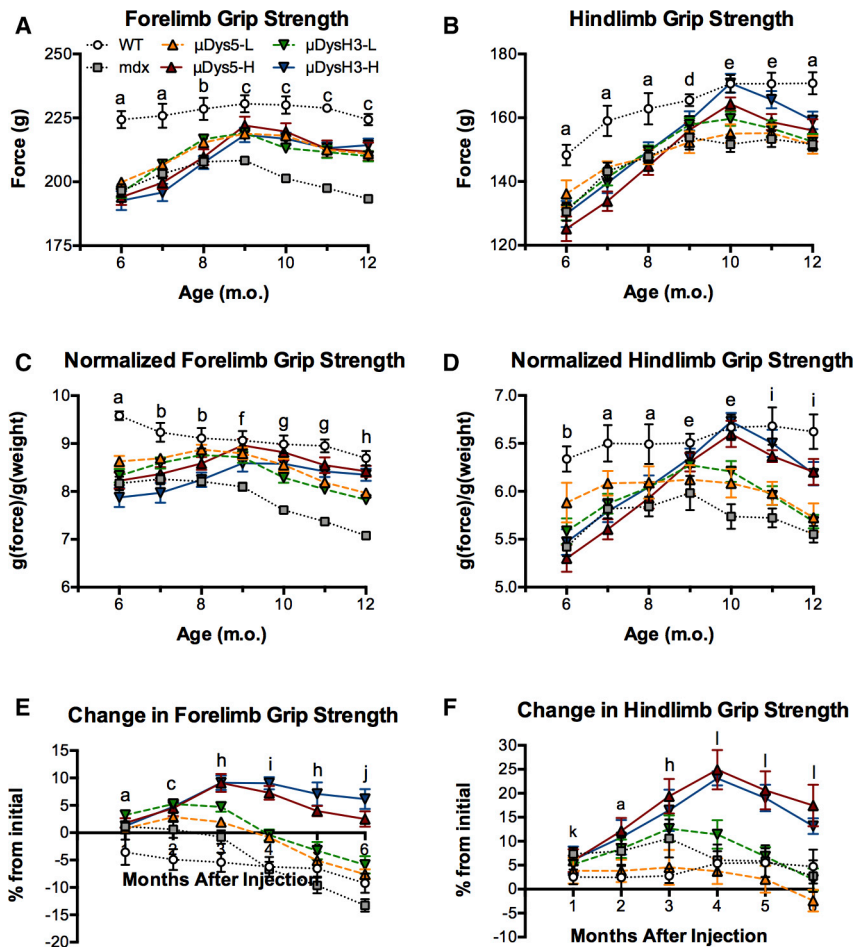 A Forelimb Grip Strength
WT µDys5-L µDysH3-L
mdx µDys5-H µDysH3-H
250
225
200
175
Force (g)
a a b c c c c
6 8 10 12
Age (m.o.)
B Hindlimb Grip Strength
180
160
140
120
Force (g)
a a a d e e a
6 8 10 12
Age (m.o.)
C Normalized Forelimb Grip Strength
10
9
8
7
6
g(force)/g(weight)
a b b f g g h
6 8 10 12
Age (m.o.)
D Normalized Hindlimb Grip Strength
7.0
6.5
6.0
5.5
5.0
g(force)/g(weight)
b a a e e i i
6 8 10 12
Age (m.o.)
E Change in Forelimb Grip Strength
15
10
5
0
-5
-10
-15
-20
% from initial
a c h i h j
2 3 4 6
Months After Injection
F Change in Hindlimb Grip Strength
30
25
20
15
10
5
0
-5
-10
% from initial
k a h l l l
1 2 3 4 5
Months After Injection